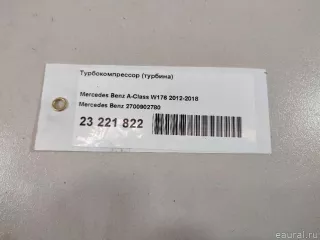 Турбокомпрессор (турбина)
Mercedes Benz A-Class W176 2012-2018
Mercedes Benz 2700902780
23 221 822
eaural.ru